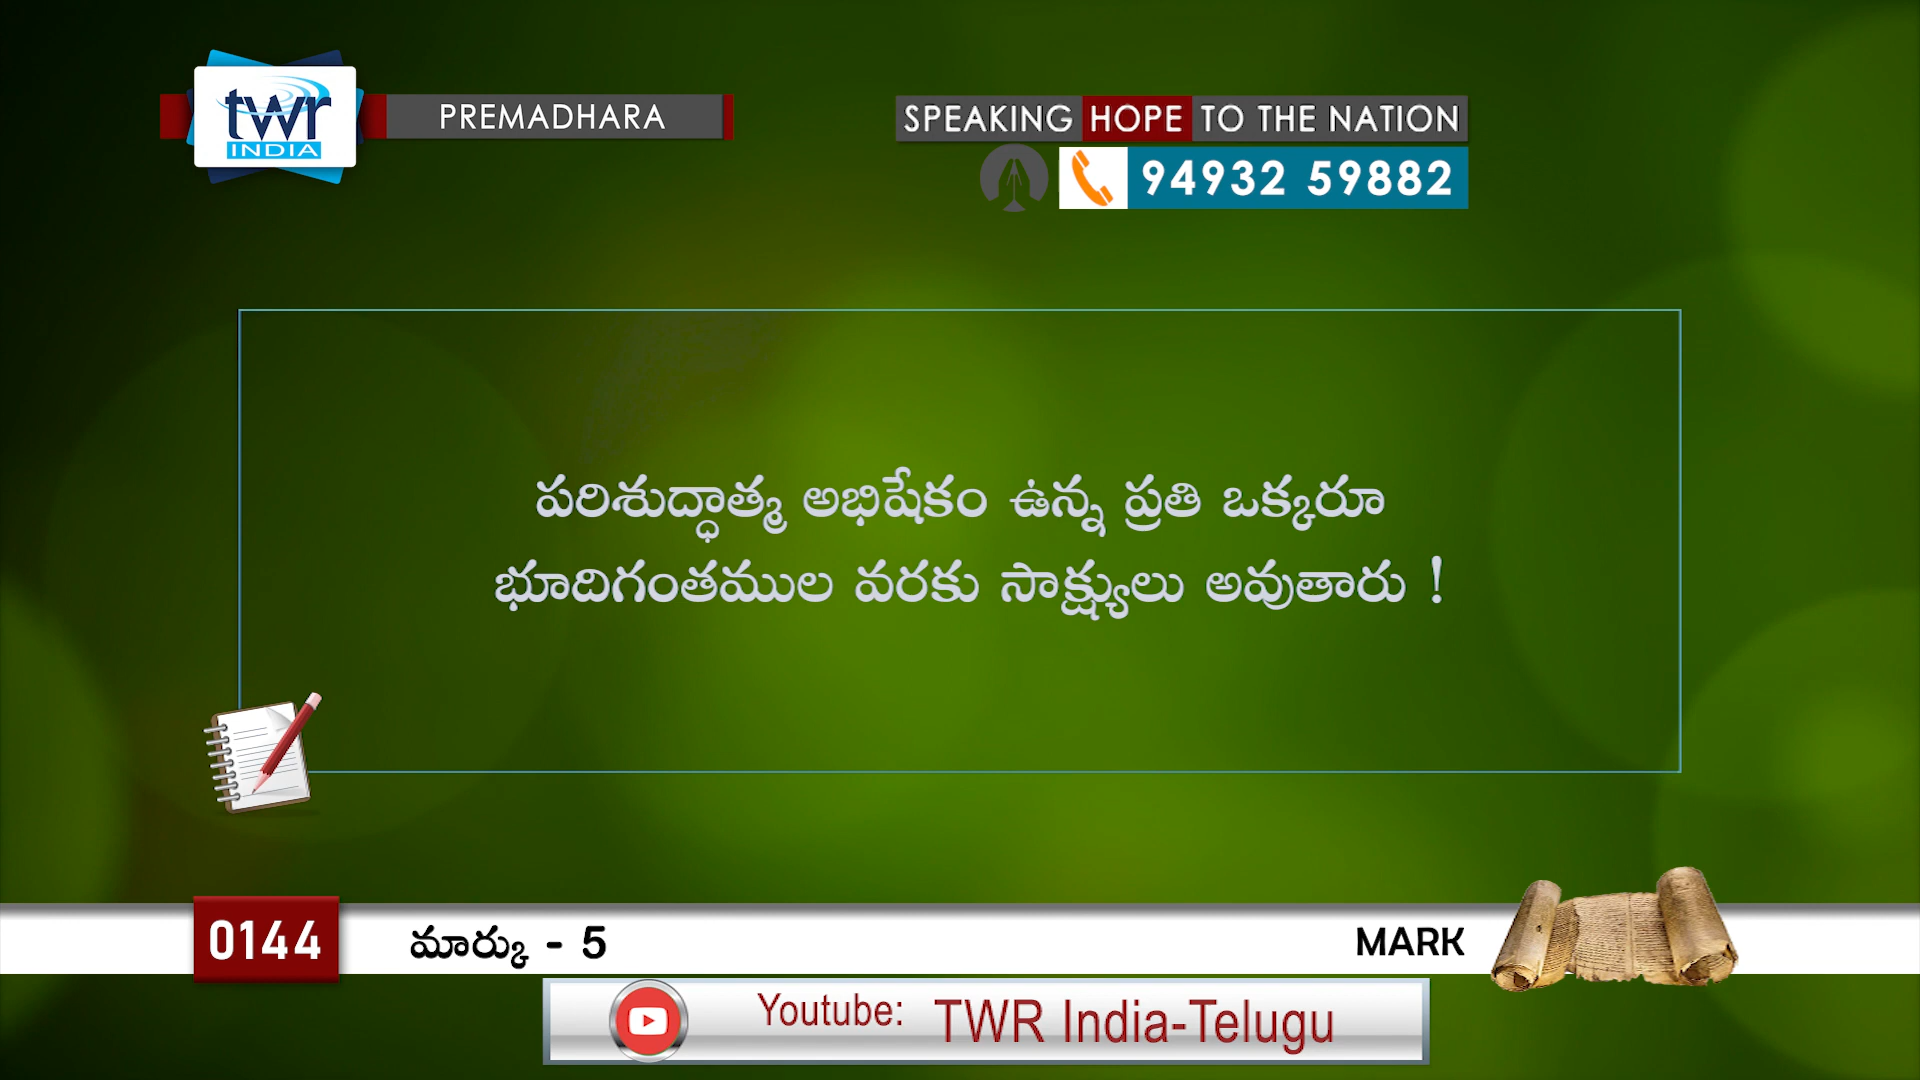 twr
INDIA
PREMADHARA
SPEAKING HOPE TO THE NATION
94932 59882
పరిశుద్ధాత్మ అభిషేకం ఉన్న ప్రతి ఒక్కరూ
భూదిగంతముల వరకు సాక్ష్యులు అవుతారు !
0144
మార్కు - 5
MARK
Youtube: TWR India-Telugu